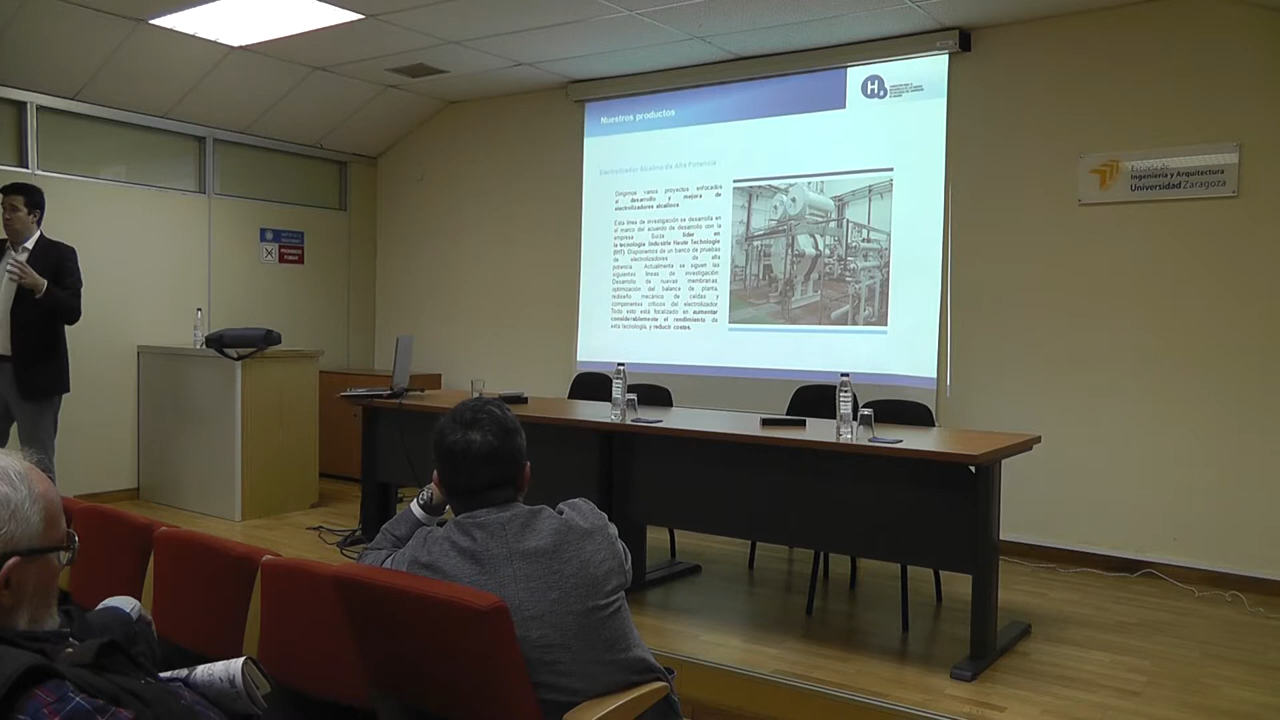 Nuestros productos
H2
Electrolizador Alcalino de Alta Potencia
Dirigimos varios proyectos enfocados
al desarrollo y mejora de
electrolizadores alcalinos
Esta línea de investigación se desarrolla en
el marco del acuerdo de desarrollo con la
empresa Suiza líder en
la tecnología Industrie Haute Technologie
(IHT). Disponemos de un banco de pruebas
de electrolizadores de alta
potencia. Actualmente se siguen las
siguientes líneas de investigación:
Desarrollo de nuevas membranas,
optimización del balance de planta,
rediseño mecánico de celdas y
componentes críticos del electrolizador.
Todo esto está focalizado en aumentar
considerablemente el rendimiento de
esta tecnología, y reducir costes.
Escuela de
Ingeniería y Arquitectura
Universidad Zaragoza
PROHIBIDO
FUMAR